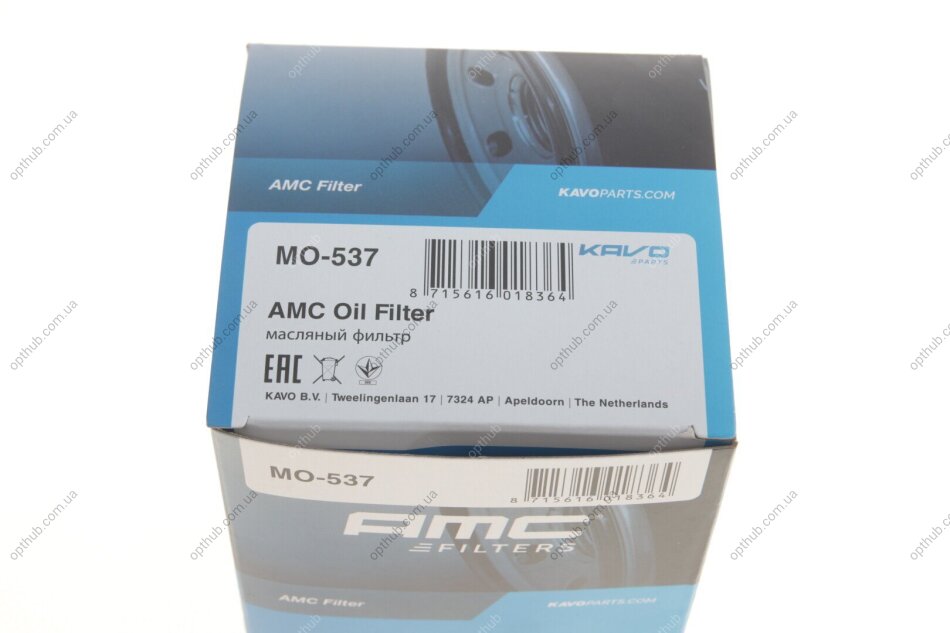 AMC Filter
KAVOPARTS.COM
MO-537
KAVO
PARTS
8 715616 018364
AMC Oil Filter
масляный фильтр
EAC
KAVO B.V. | Tweelingenlaan 17 | 7324 AP | Apeldoorn | The Netherlands
MO-537
8 715616 018364
AMC
FILTERS
AMC Filter
KAVOPARTS.COM
opthub.com.ua